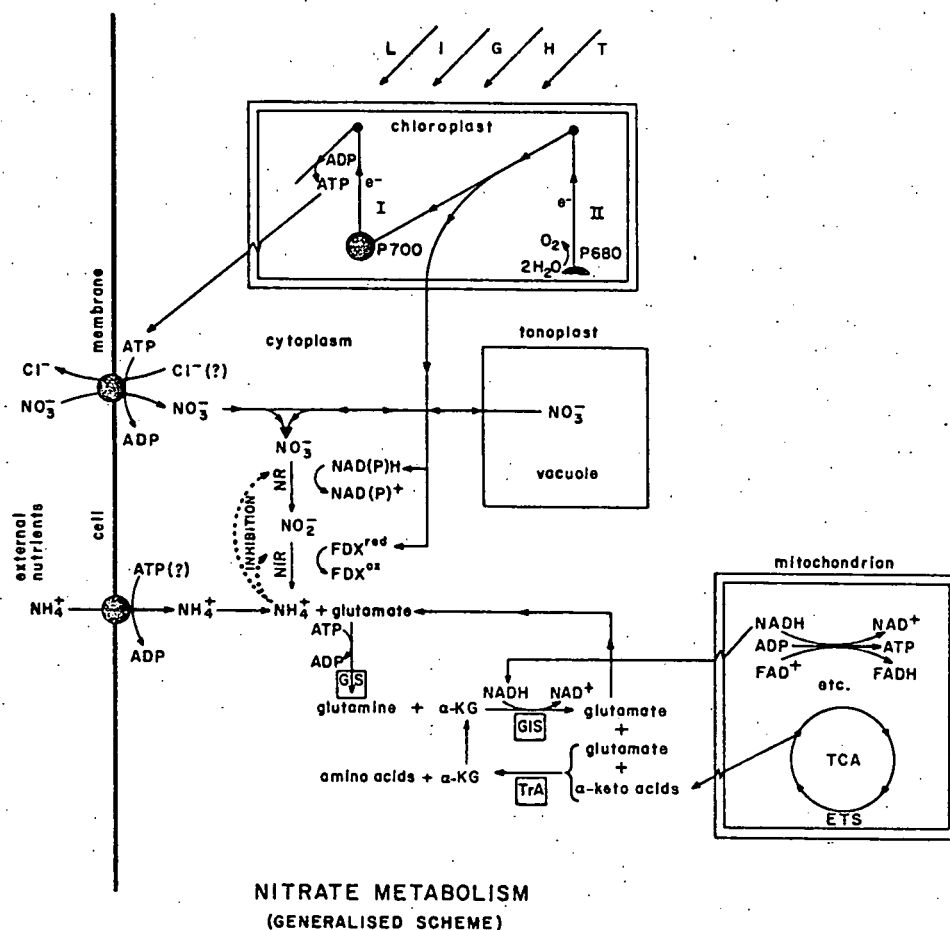 L I G H T
chloroplast
ADP
ATP
e-
I
P700
e-
II
O2
P680
2H2O
membrane
cytoplasm
tonoplast
ATP
Cl-
Cl-(?)
NO3-
NO3-
NO3-
ADP
NO3-
vacuole
NR
NAD(P)H
NAD(P)+
INHIBITION
NO2-
external nutrients
cell
NIR
FDX red
FDX ox
mitochondrian
ATP(?)
NH4+
NH4+
NH4+ + glutamate
ADP
ATP
ADP
GS
NADH
NAD+
ADP
ATP
FAD+
FADH
etc.
NADH
NAD+
glutamine + α-KG
GIS
glutamate
+
glutamate
+
α-keto acids
amino acids + α-KG
TrA
TCA
ETS
NITRATE METABOLISM
(GENERALISED SCHEME)